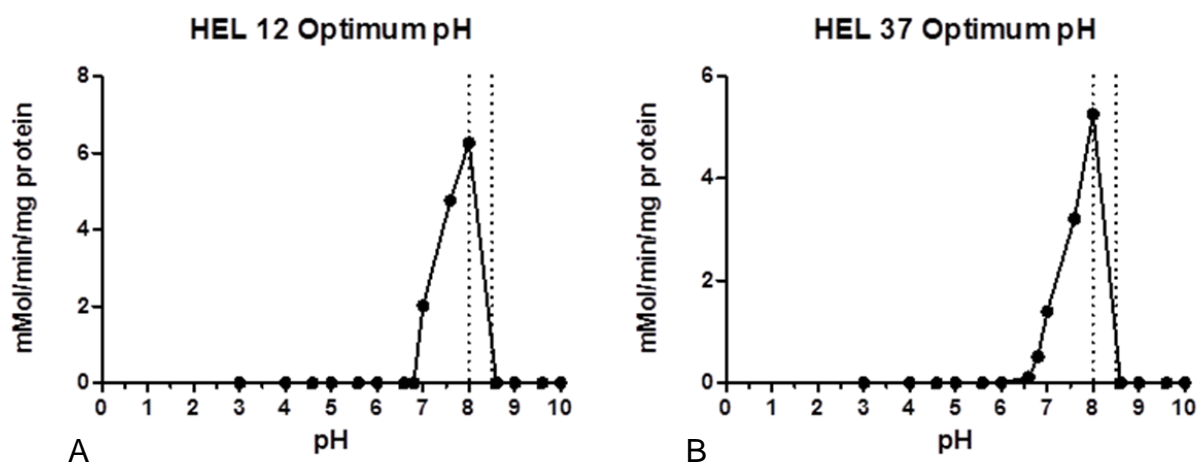 HEL 12 Optimum pH
mMol/min/mg protein
8
6
4
2
0
0 1 2 3 4 5 6 7 8 9 10
pH
A
HEL 37 Optimum pH
mMol/min/mg protein
6
4
2
0
0 1 2 3 4 5 6 7 8 9 10
pH
B